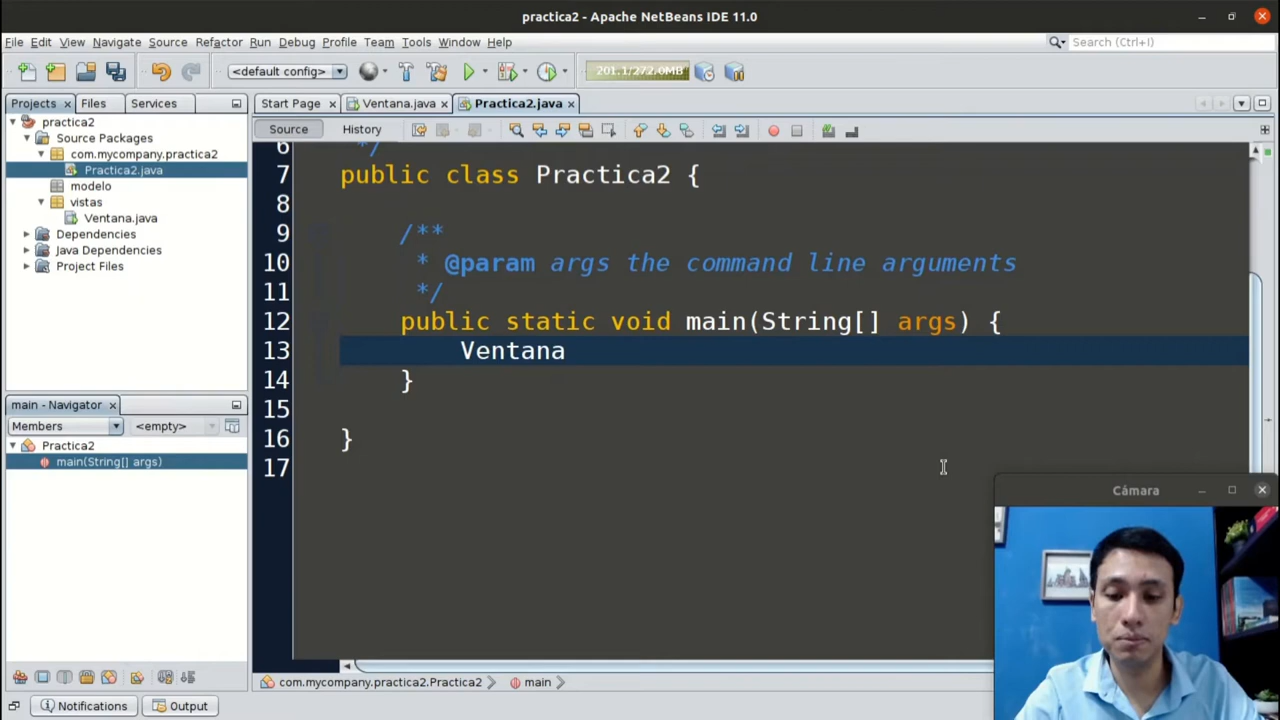 practica2 - Apache NetBeans IDE 11.0
File Edit View Navigate Source Refactor Run Debug Profile Team Tools Window Help
Search (Ctrl+I)
<default config>
201.1/272.0MB
Projects Files Services
Start Page Ventana.java Practica2.java
practica2
Source Packages
com.mycompany.practica2
Practica2.java
modelo
vistas
Ventana.java
Dependencies
Java Dependencies
Project Files
Source History
6 */
7 public class Practica2 {
8
9 /**
10 * @param args the command line arguments
11 */
12 public static void main(String[] args) {
13 Ventana
14 }
15
16 }
17
main - Navigator
Members <empty>
Practica2
main(String[] args)
Cámara
com.mycompany.practica2.Practica2 main
Notifications Output